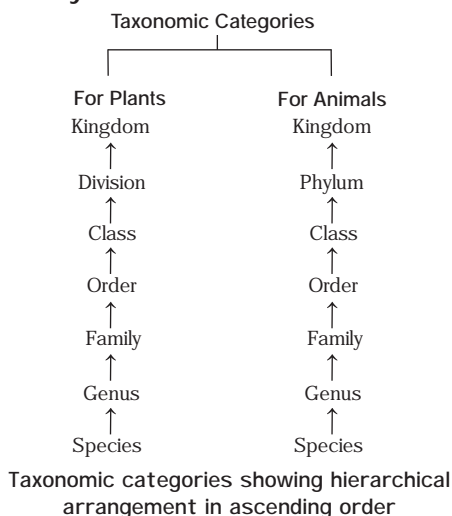 Taxonomic Categories
For Plants For Animals
Kingdom Kingdom
Division Phylum
Class Class
Order Order
Family Family
Genus Genus
Species Species
Taxonomic categories showing hierarchical
arrangement in ascending order